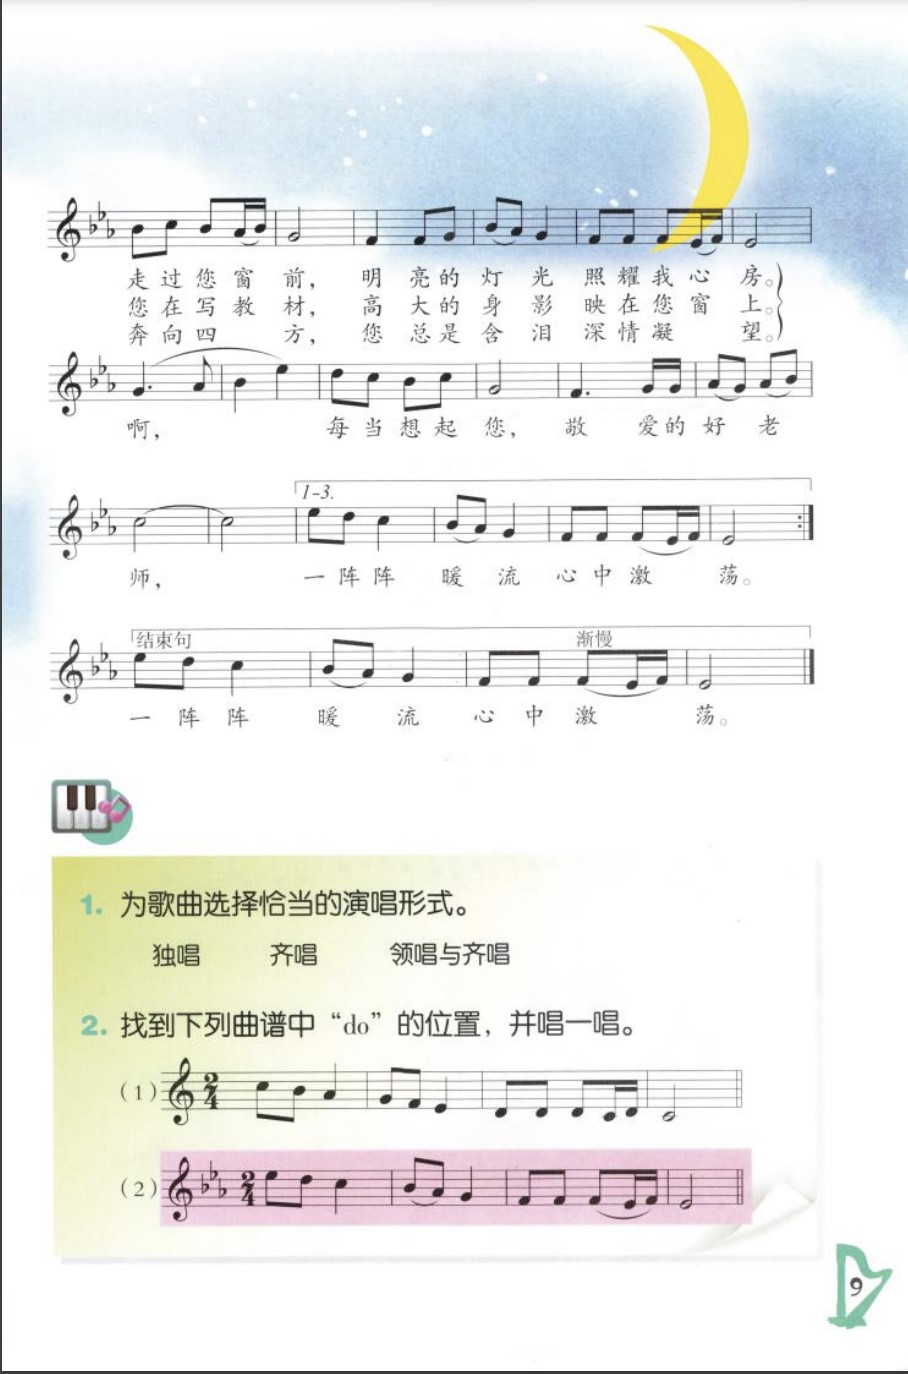 走过您窗前，明亮的灯光照耀我心房。
您在写教材，高大的身影映在您窗上。
奔向四方，您总是含泪深情凝望。
啊，每当想起您，敬爱的好老
1-3.
师，一阵阵暖流心中激荡。
结束句 渐慢
一阵阵暖流心中激荡。
1. 为歌曲选择恰当的演唱形式。
独唱 齐唱 领唱与齐唱
2. 找到下列曲谱中“do”的位置，并唱一唱。
（1） 2 4
（2） 2 4
9